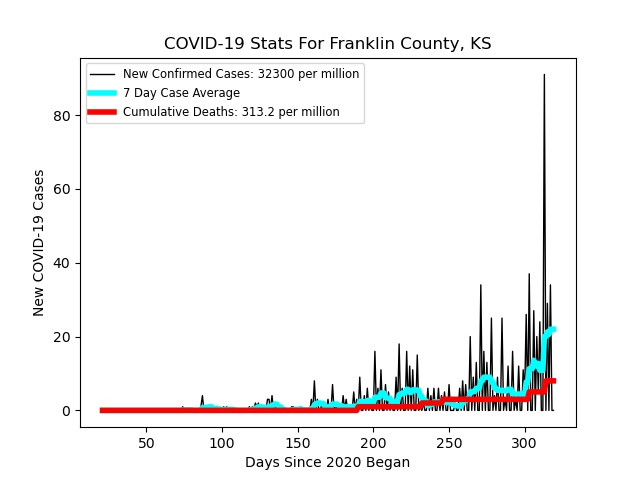 COVID-19 Stats For Franklin County, KS
New Confirmed Cases: 32300 per million
7 Day Case Average
Cumulative Deaths: 313.2 per million
New COVID-19 Cases
80
60
40
20
0
50 100 150 200 250 300
Days Since 2020 Began